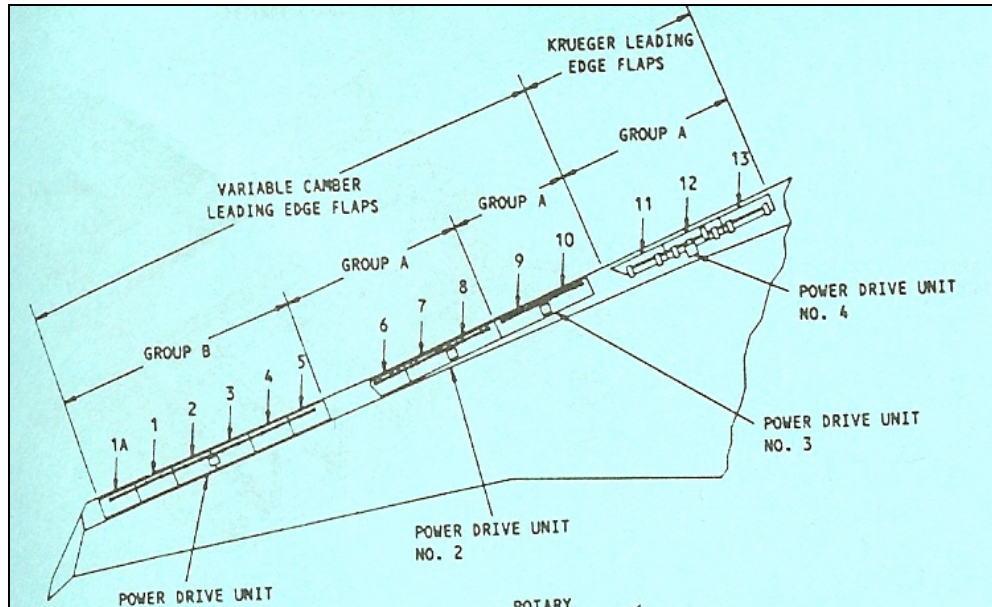 KRUEGER LEADING
EDGE FLAPS
GROUP A
VARIABLE CAMBER
LEADING EDGE FLAPS
GROUP A
GROUP A
GROUP B
13
12
11
10
9
8
7
6
5
4
3
2
1
1A
POWER DRIVE UNIT
NO. 4
POWER DRIVE UNIT
NO. 3
POWER DRIVE UNIT
NO. 2
POWER DRIVE UNIT
ROTARY